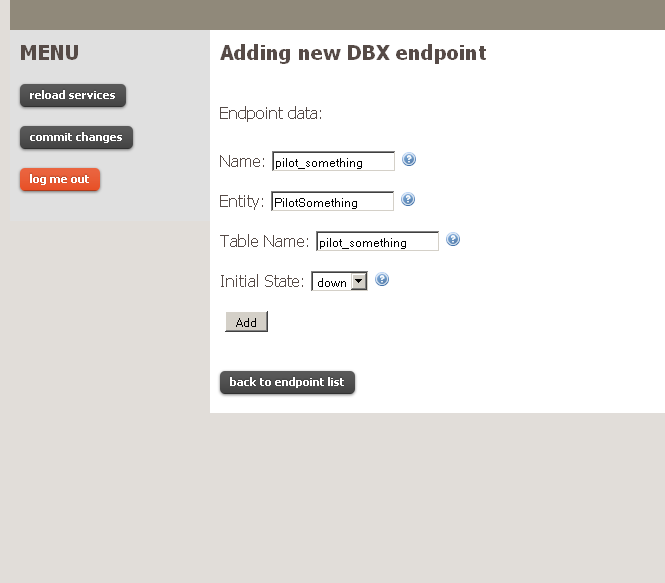 MENU
reload services
commit changes
log me out
Adding new DBX endpoint
Endpoint data:
Name: pilot_something
Entity: PilotSomething
Table Name: pilot_something
Initial State: down
Add
back to endpoint list